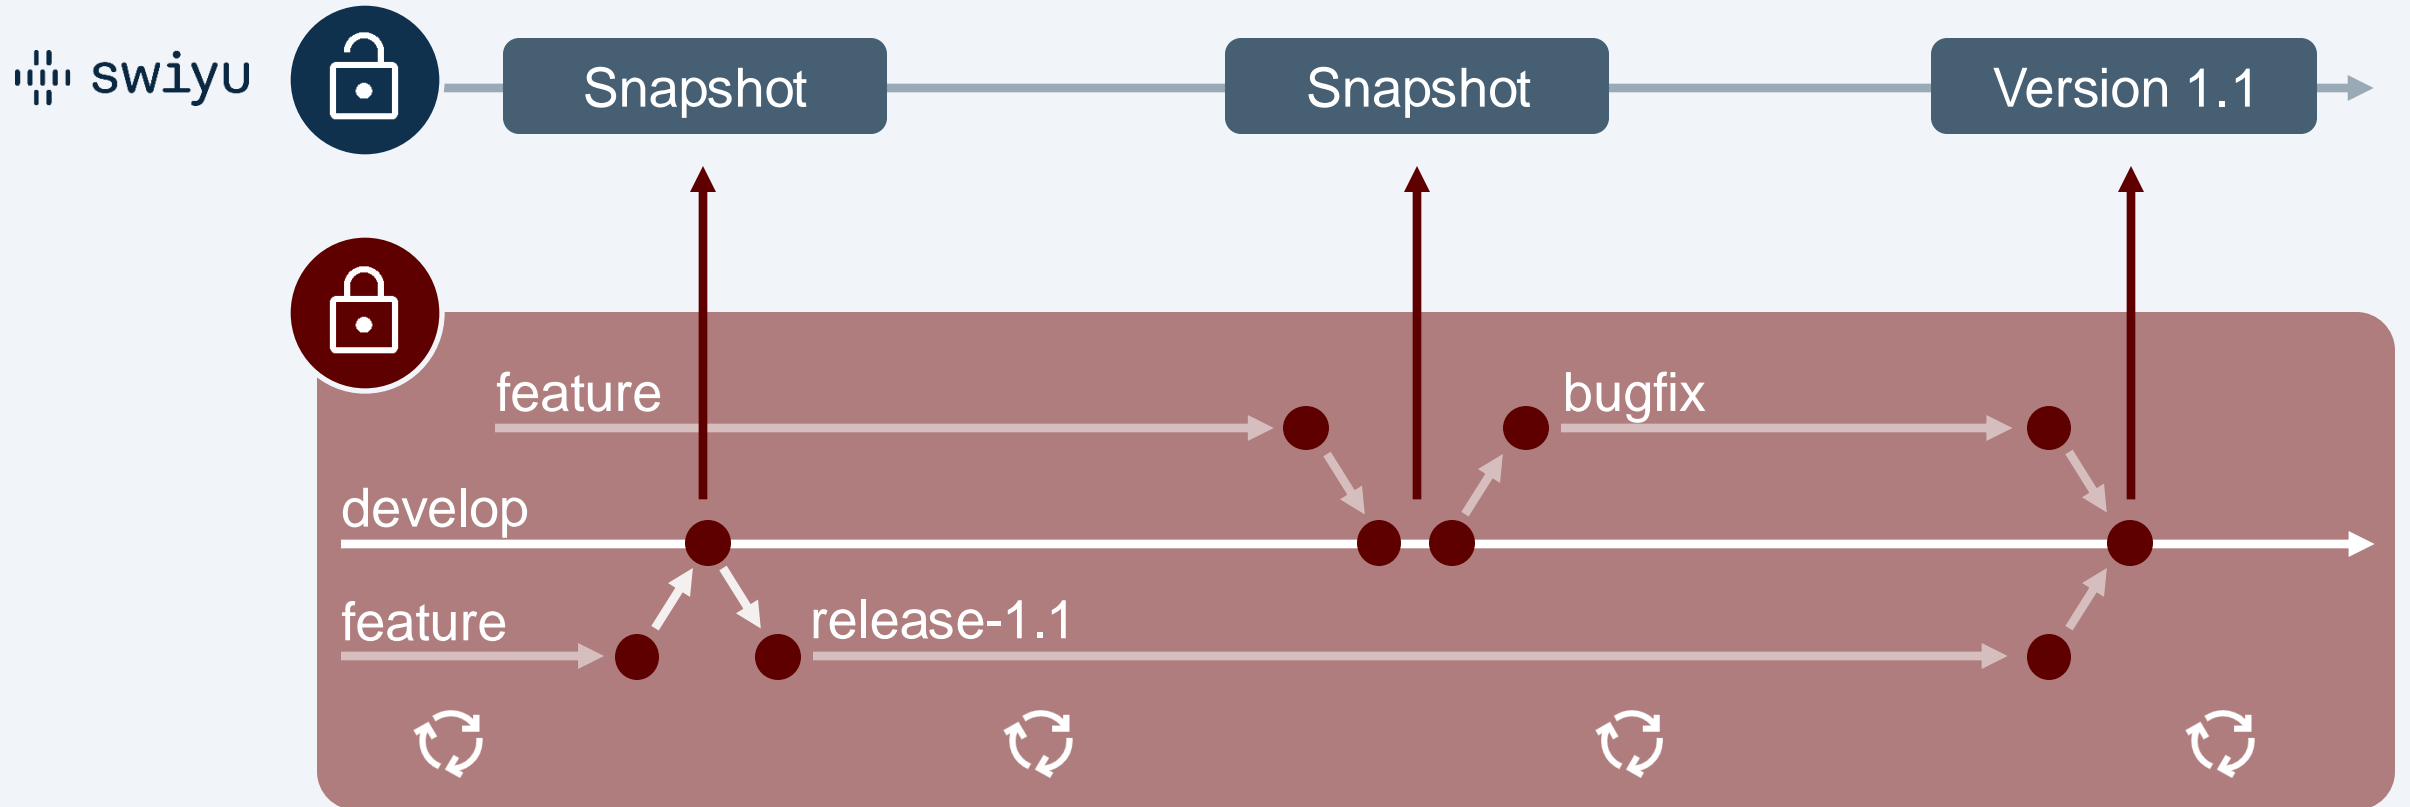 swiyu
Snapshot
Snapshot
Version 1.1
feature
bugfix
develop
feature
release-1.1